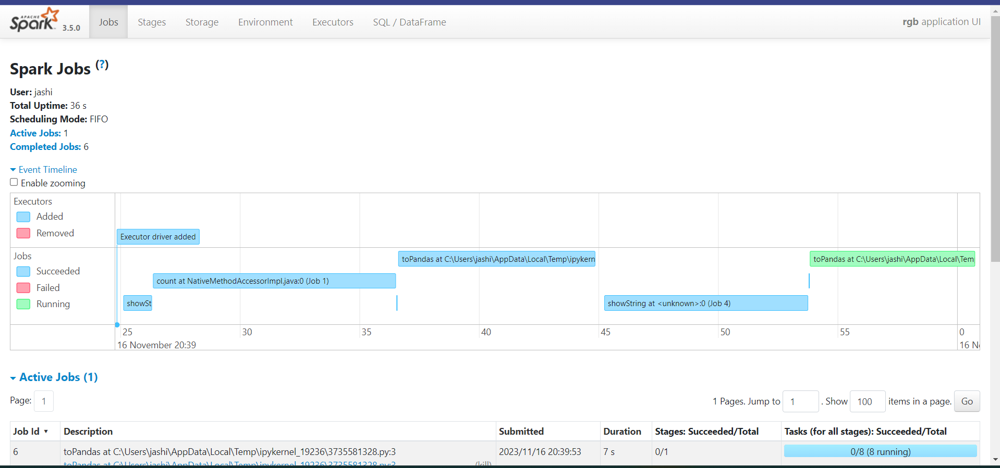 APACHE
Spark 3.5.0 Jobs Stages Storage Environment Executors SQL / DataFrame rgb application UI
Spark Jobs (?)
User: jashi
Total Uptime: 36 s
Scheduling Mode: FIFO
Active Jobs: 1
Completed Jobs: 6
Event Timeline
Enable zooming
Executors
Added
Removed
Executor driver added
Jobs
Succeeded
Failed
Running
toPandas at C:\Users\jashi\AppData\Local\Temp\ipykern
toPandas at C:\Users\jashi\AppData\Local\Tem
count at NativeMethodAccessorImpl.java:0 (Job 1)
showSt
showString at <unknown>:0 (Job 4)
25 30 35 40 45 50 55 0
16 November 20:39 16 N
Active Jobs (1)
Page: 1 1 Pages. Jump to 1 . Show 100 items in a page. Go
Job Id ▾ Description Submitted Duration Stages: Succeeded/Total Tasks (for all stages): Succeeded/Total
6 toPandas at C:\Users\jashi\AppData\Local\Temp\ipykernel_19236\3735581328.py:3 2023/11/16 20:39:53 7 s 0/1 0/8 (8 running)
toPandas at C:\Users\jashi\AppData\Local\Temp\ipykernel_19236\3735581328.py:3 (kill)